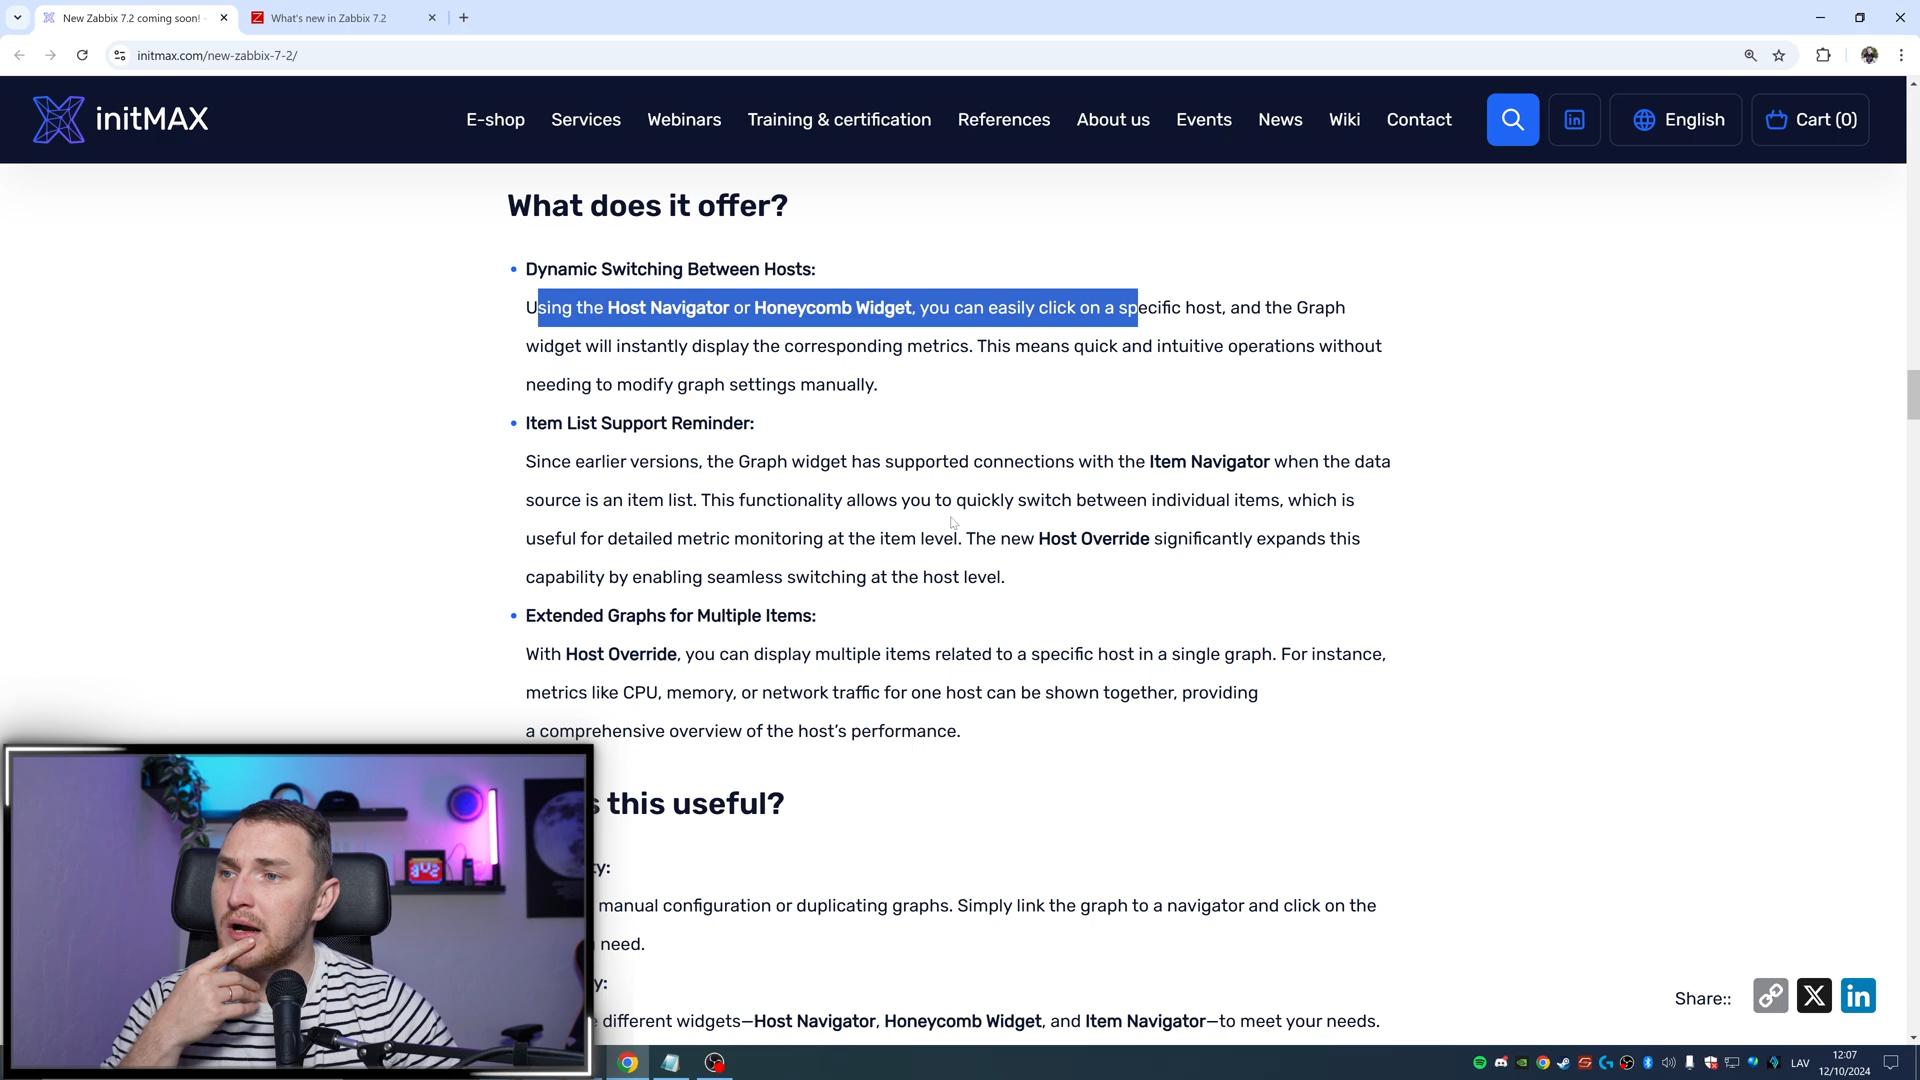 New Zabbix 7.2 coming soon! -
What's new in Zabbix 7.2
initmax.com/new-zabbix-7-2/
initMAX
E-shop Services Webinars Training & certification References About us Events News Wiki Contact English Cart (0)
What does it offer?
Dynamic Switching Between Hosts:
Using the Host Navigator or Honeycomb Widget, you can easily click on a specific host, and the Graph
widget will instantly display the corresponding metrics. This means quick and intuitive operations without
needing to modify graph settings manually.
Item List Support Reminder:
Since earlier versions, the Graph widget has supported connections with the Item Navigator when the data
source is an item list. This functionality allows you to quickly switch between individual items, which is
useful for detailed metric monitoring at the item level. The new Host Override significantly expands this
capability by enabling seamless switching at the host level.
Extended Graphs for Multiple Items:
With Host Override, you can display multiple items related to a specific host in a single graph. For instance,
metrics like CPU, memory, or network traffic for one host can be shown together, providing
a comprehensive overview of the host's performance.
s this useful?
ty:
manual configuration or duplicating graphs. Simply link the graph to a navigator and click on the
need.
y:
different widgets—Host Navigator, Honeycomb Widget, and Item Navigator—to meet your needs.
Share::
LAV
12:07
12/10/2024